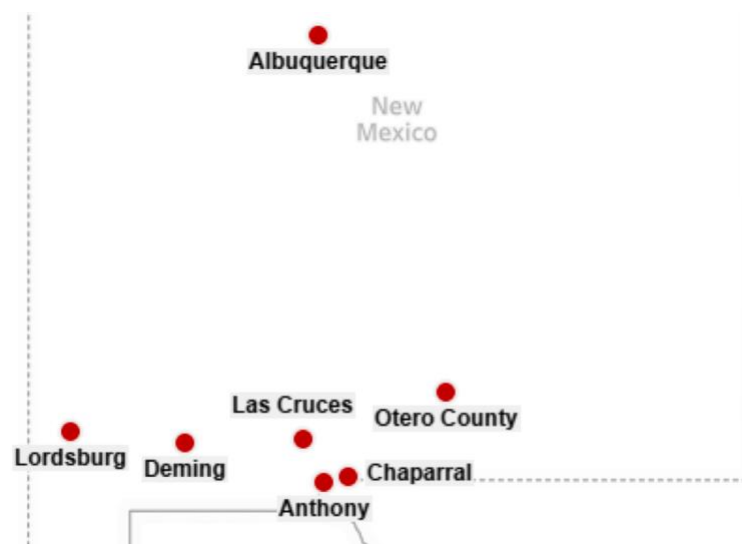 Albuquerque
New
Mexico
Las Cruces
Otero County
Lordsburg
Deming
Chaparral
Anthony